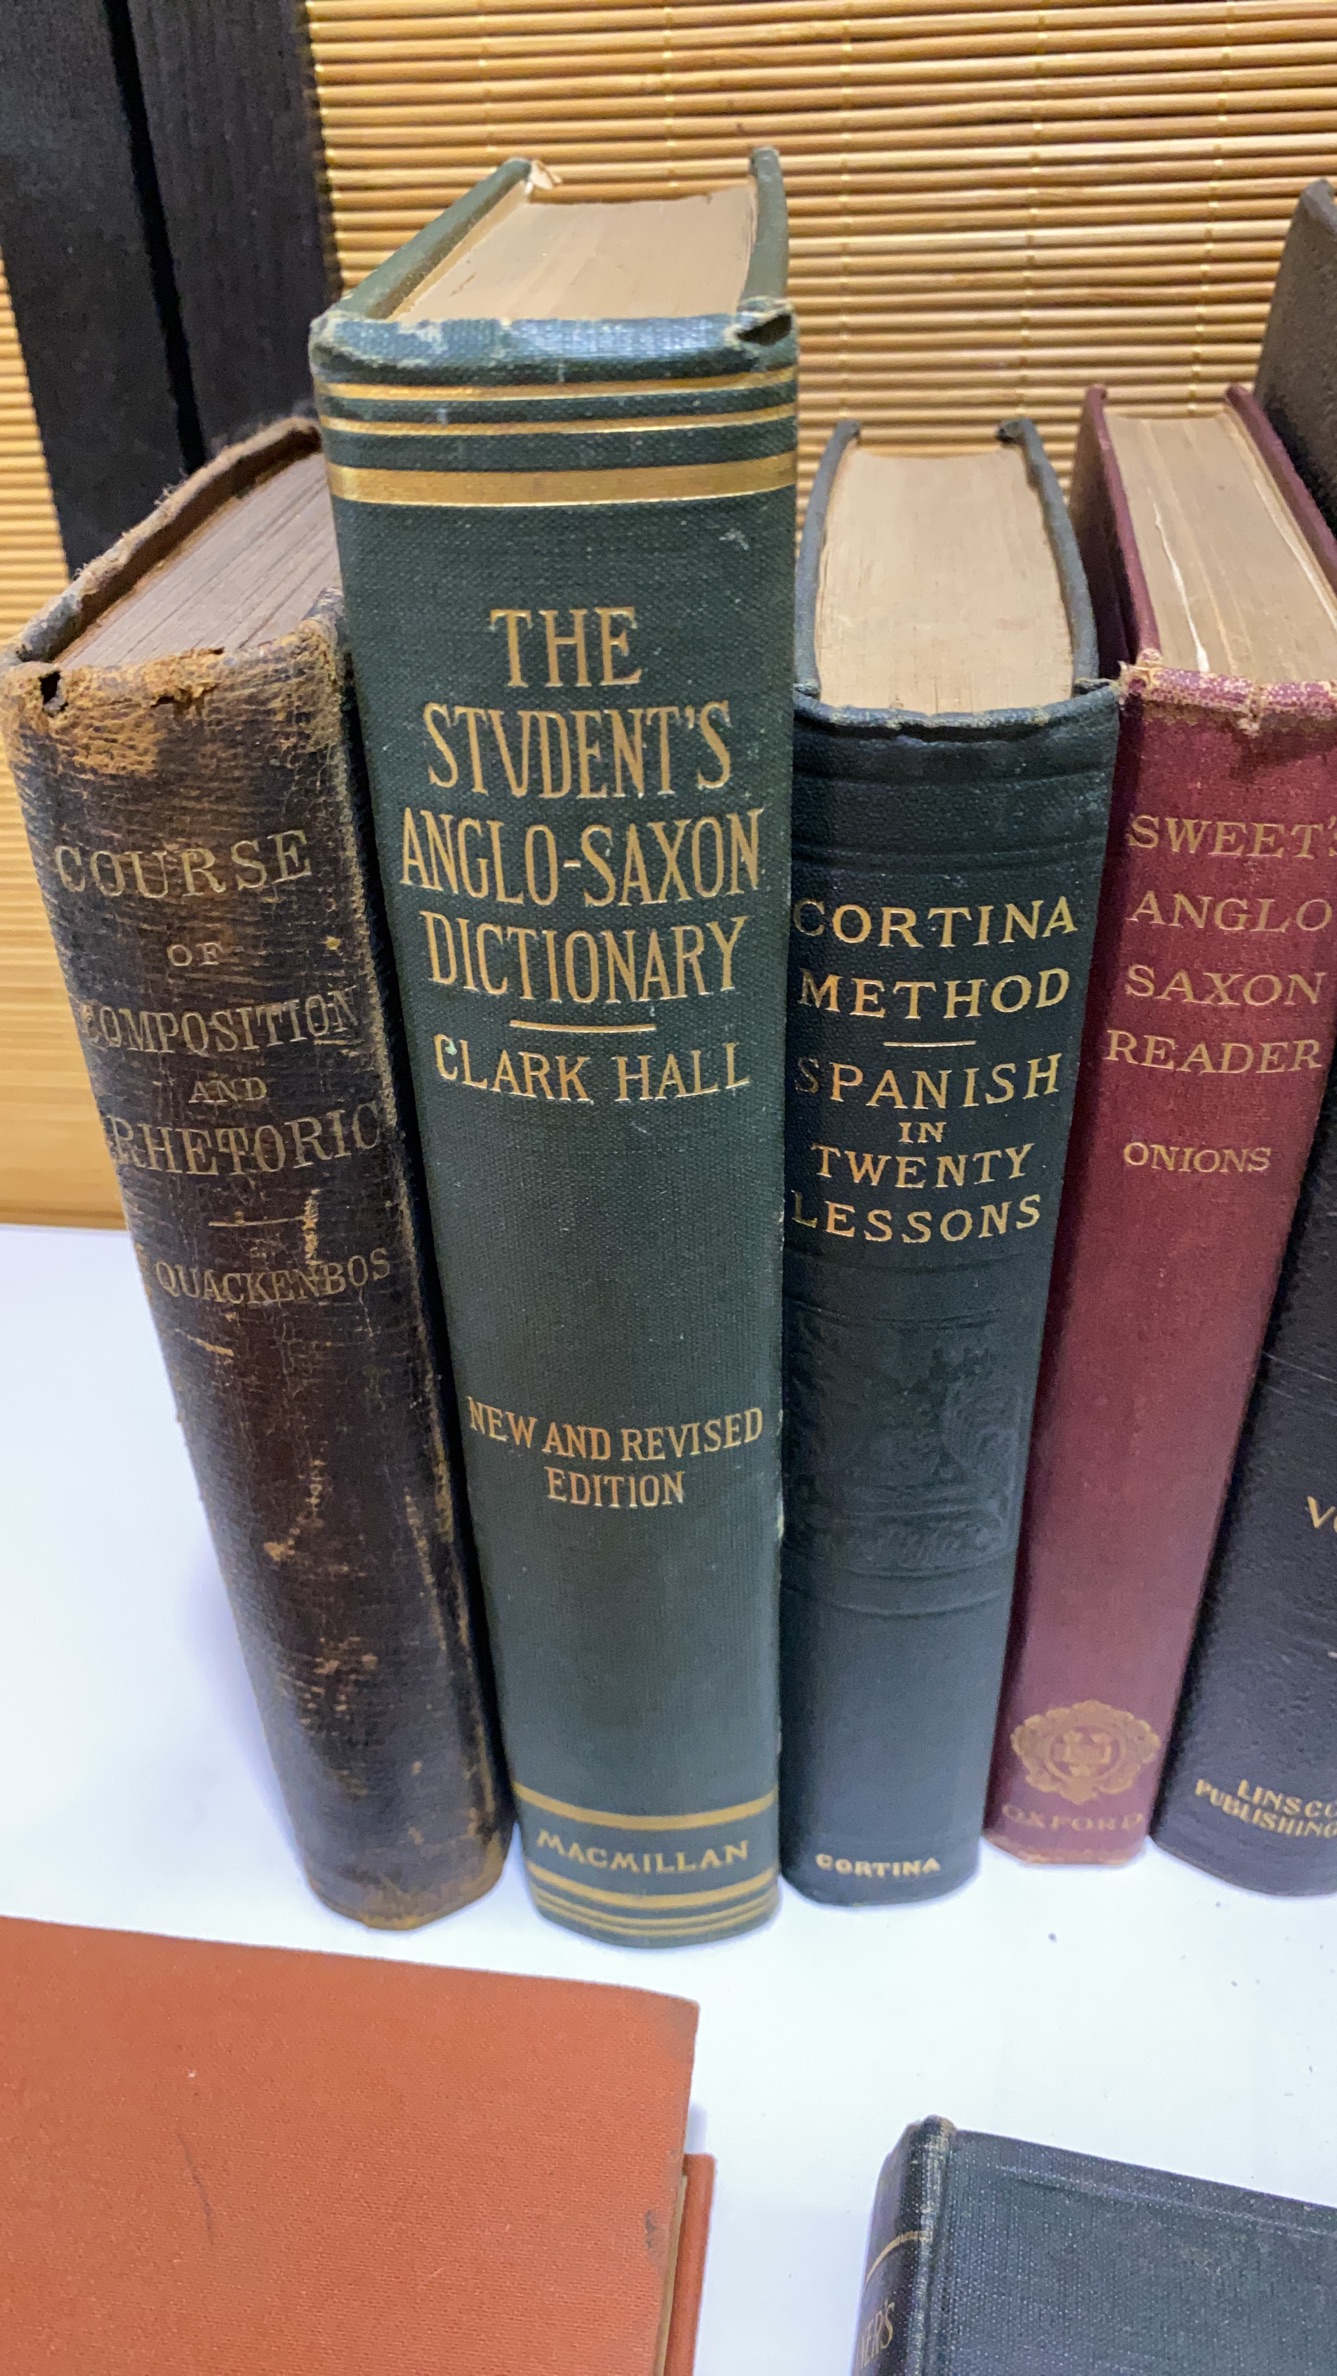 COURSE
OF
COMPOSITION
AND
RHETORIC
QUACKENBOS
THE
STVDENT'S
ANGLO-SAXON
DICTIONARY
CLARK HALL
NEW AND REVISED
EDITION
MACMILLAN
CORTINA
METHOD
SPANISH
IN
TWENTY
LESSONS
CORTINA
SWEET'S
ANGLO
SAXON
READER
ONIONS
OXFORD
PUBLISHING